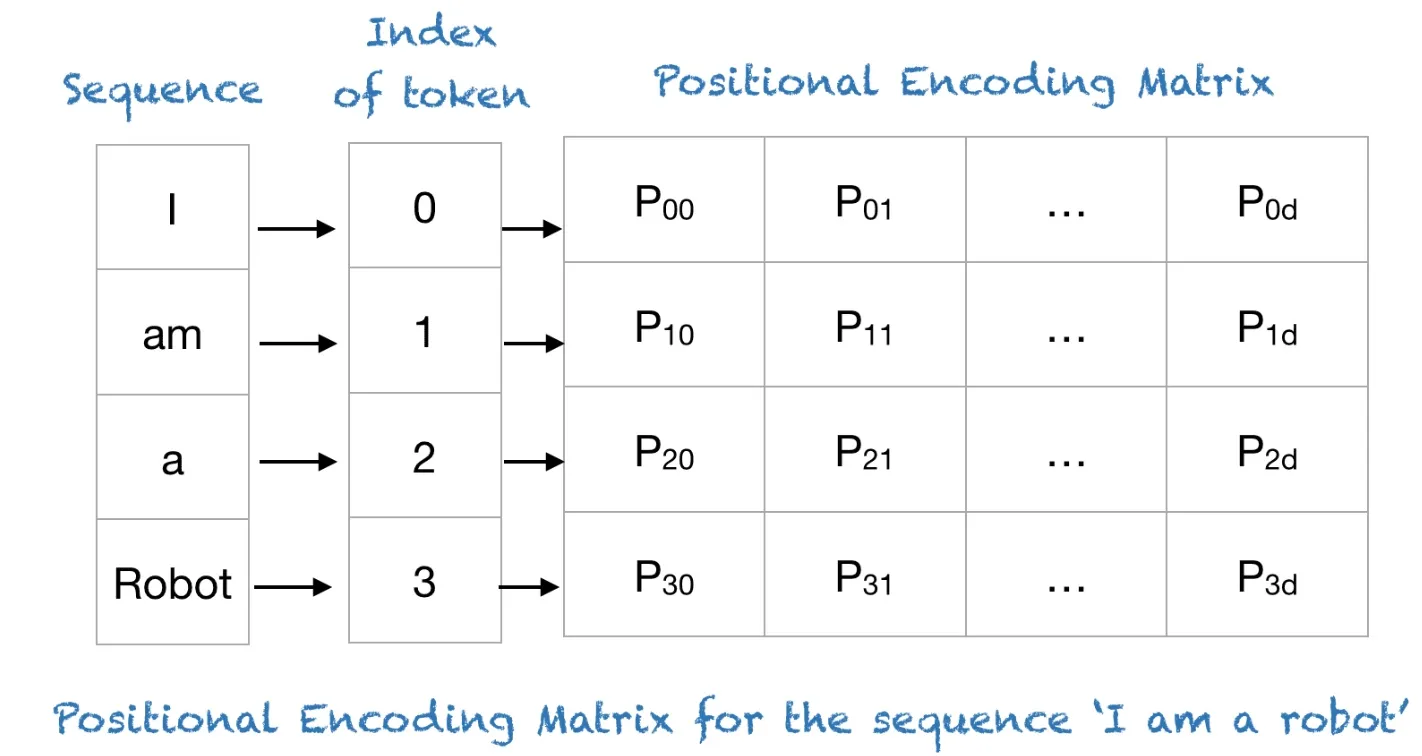 Index
Sequence of token Positional Encoding Matrix
I 0 P₀₀ P₀₁ ... P₀d
am 1 P₁₀ P₁₁ ... P₁d
a 2 P₂₀ P₂₁ ... P₂d
Robot 3 P₃₀ P₃₁ ... P₃d
Positional Encoding Matrix for the sequence ‘I am a robot’